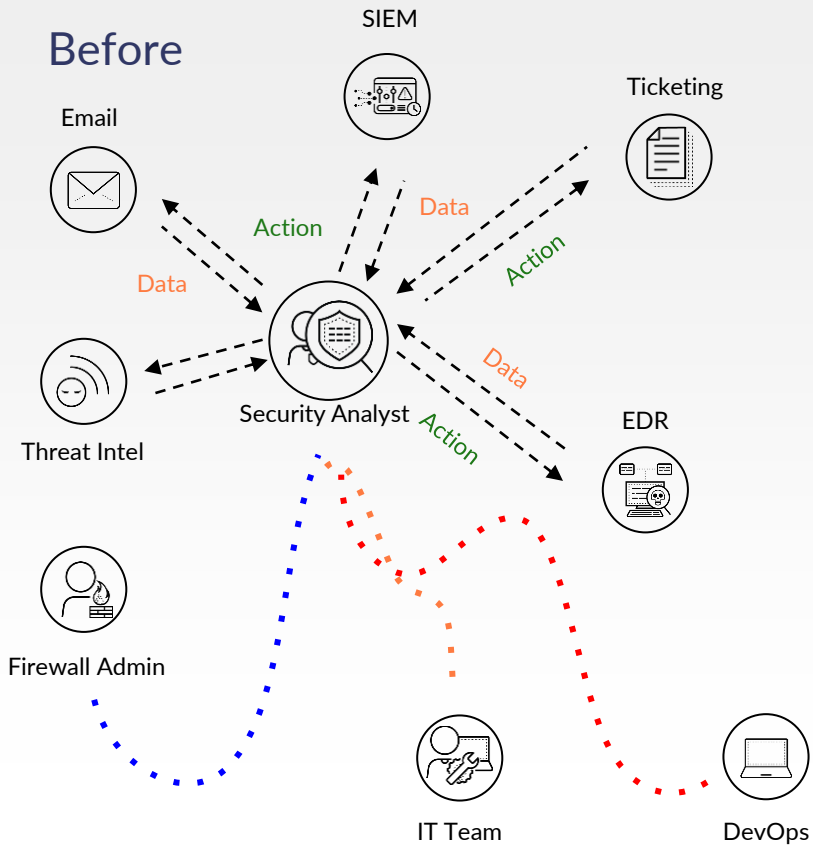 SIEM
Before
Ticketing
Email
Data
Action
Action
Data
Data
Security Analyst
Action
EDR
Threat Intel
Firewall Admin
IT Team
DevOps